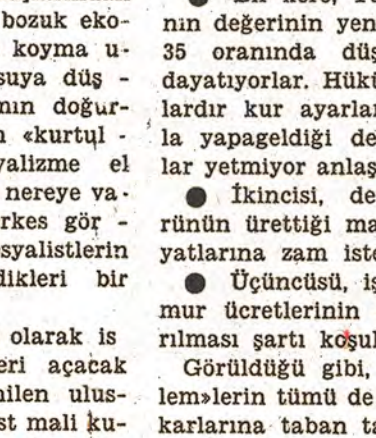 bozuk eko-
koyma u-
suya düş -
nın doğur-
«kurtul -
yalizme el
nereye va-
rkes gör -
syalistlerin
dikleri bir
olarak is
eri açacak
nilen ulus-
st mali ku-
nın değerinin yen
35 oranında düş
dayatıyorlar. Hükü
lardır kur ayarlar
la yapageldiği de
lar yetmiyor anlaş
● İkincisi, de
rünün ürettiği ma
yatlarına zam iste
● Üçüncüsü, iş
mur ücretlerinin
rılması şartı koşul
Görüldüğü gibi,
lem»lerin tümü de
karlarına taban ta